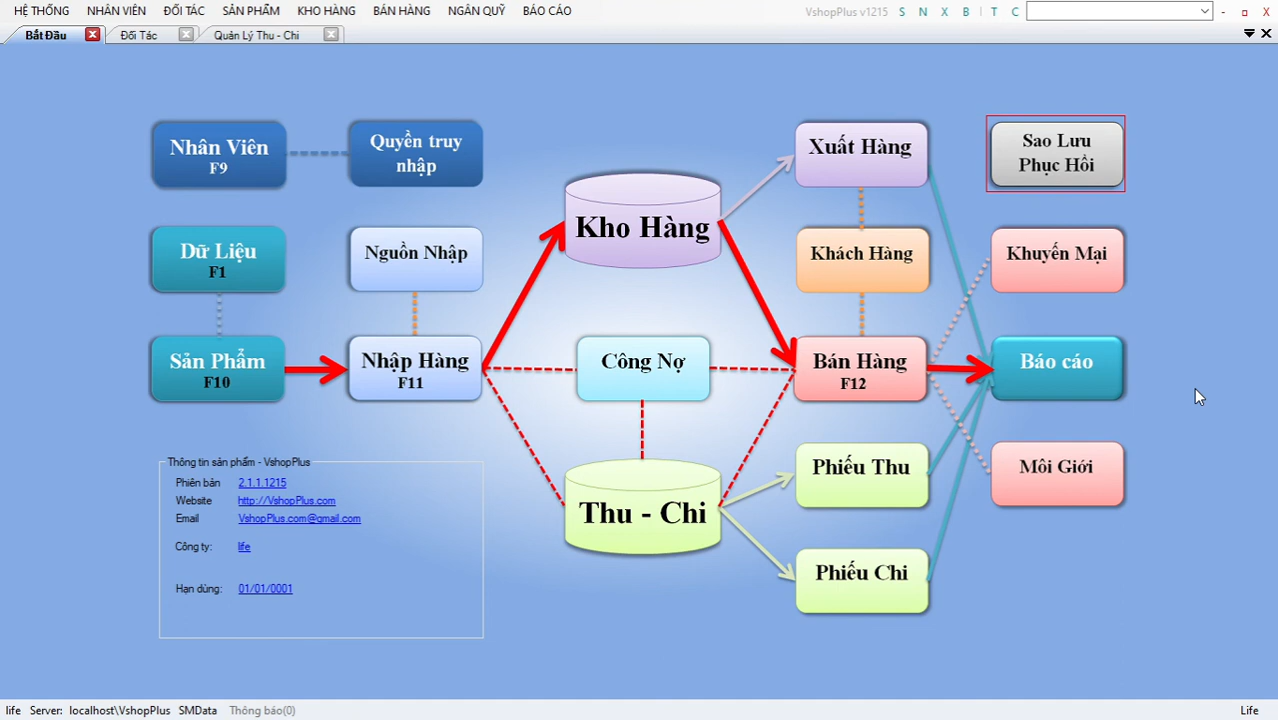 HỆ THỐNG NHÂN VIÊN ĐỐI TÁC SẢN PHẨM KHO HÀNG BÁN HÀNG NGÂN QUỸ BÁO CÁO VshopPlus v1215 S N X B T C
Bắt Đầu Đối Tác Quản Lý Thu - Chi
Nhân Viên
F9
Quyền truy
nhập
Xuất Hàng
Sao Lưu
Phục Hồi
Kho Hàng
Dữ Liệu
F1
Nguồn Nhập
Khách Hàng
Khuyến Mại
Sản Phẩm
F10
Nhập Hàng
F11
Công Nợ
Bán Hàng
F12
Báo cáo
Thông tin sản phẩm - VshopPlus
Phiên bản 2.1.1.1215
Website http://VshopPlus.com
Email VshopPlus.com@gmail.com
Công ty: life
Hạn dùng: 01/01/0001
Thu - Chi
Phiếu Thu
Môi Giới
Phiếu Chi
life Server: localhost\VshopPlus SMData Thông báo(0) Life